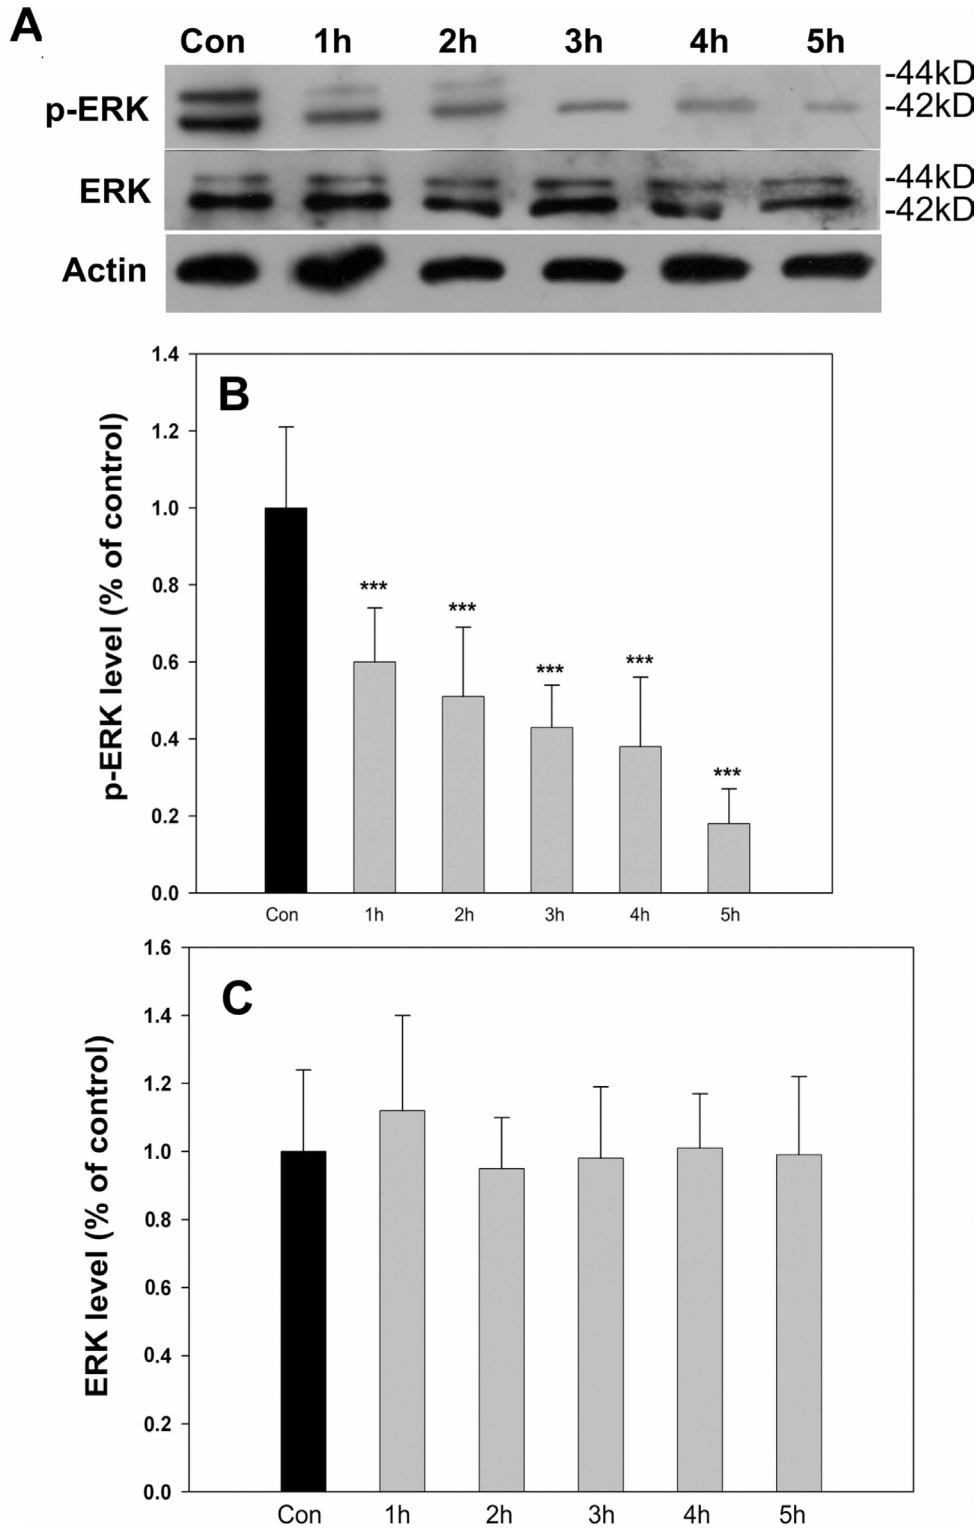 A
Con 1h 2h 3h 4h 5h
p-ERK
-44kD
-42kD
ERK
-44kD
-42kD
Actin
B
p-ERK level (% of control)
1.4
1.2
1.0
0.8
0.6
0.4
0.2
0.0
***
***
***
***
***
Con 1h 2h 3h 4h 5h
C
ERK level (% of control)
1.6
1.4
1.2
1.0
0.8
0.6
0.4
0.2
0.0
Con 1h 2h 3h 4h 5h